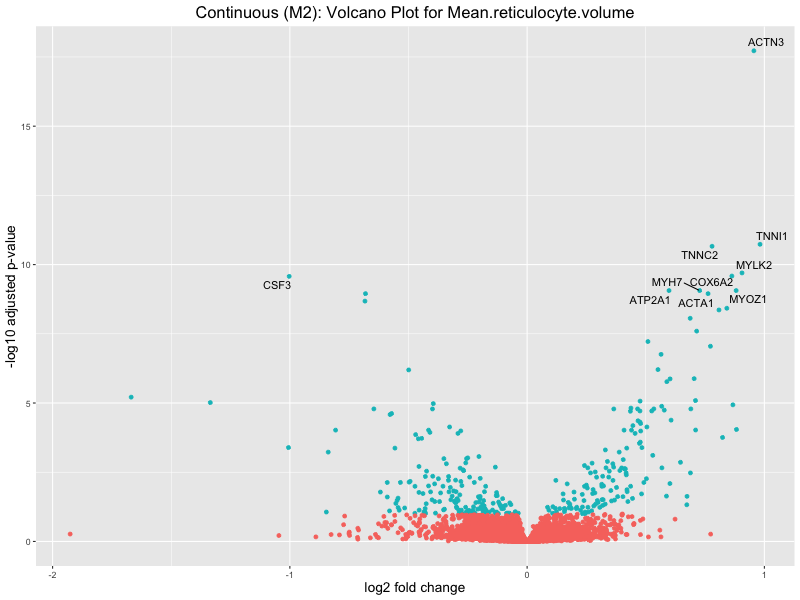 Continuous (M2): Volcano Plot for Mean.reticulocyte.volume
ACTN3
15
TNNI1
TNNC2
10
MYLK2
CSF3
MYH7
COX6A2
ATP2A1
ACTA1
MYOZ1
5
0
-2
-1
0
1
log2 fold change
-log10 adjusted p-value